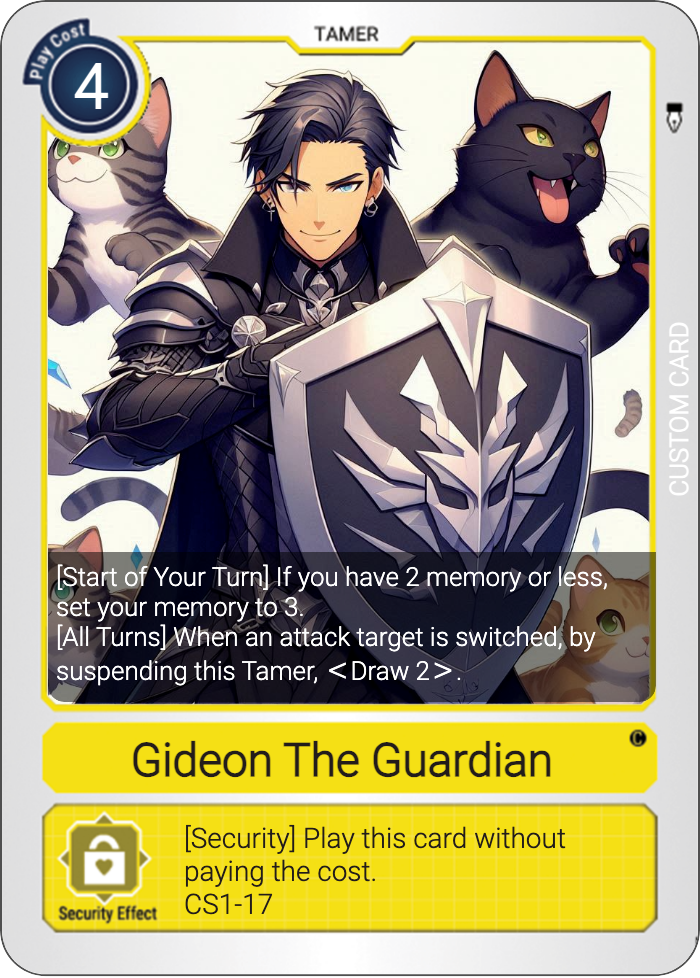 TAMER
Play Cost
4
CUSTOM CARD
[Start of Your Turn] If you have 2 memory or less,
set your memory to 3.
[All Turns] When an attack target is switched, by
suspending this Tamer, <Draw 2>.
Gideon The Guardian
C
[Security] Play this card without
paying the cost.
CS1-17
Security Effect